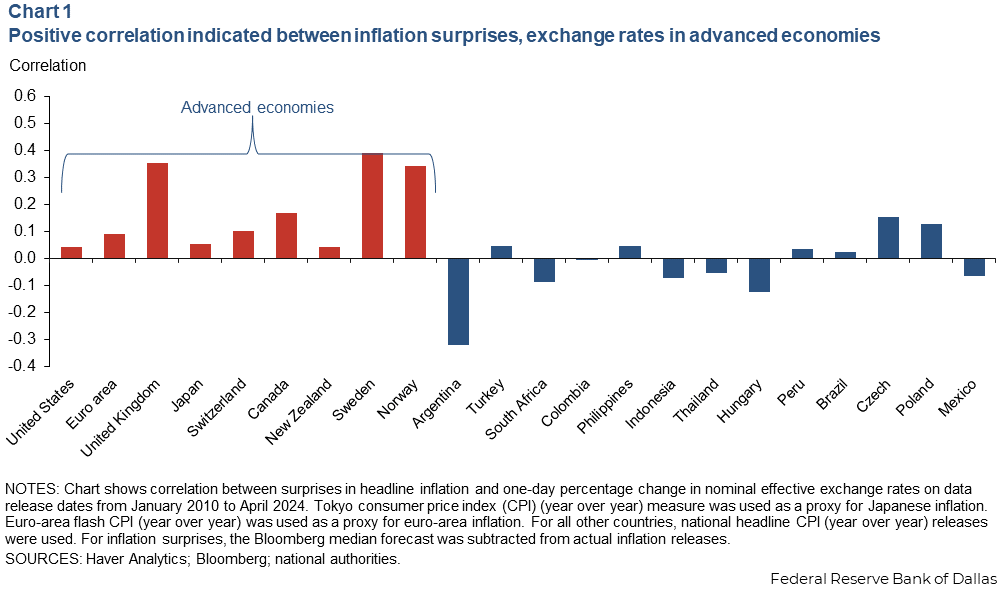 Chart 1
Positive correlation indicated between inflation surprises, exchange rates in advanced economies
Correlation
0.6
0.5
0.4
0.3
0.2
0.1
0.0
-0.1
-0.2
-0.3
-0.4
Advanced economies
United States
Euro area
United Kingdom
Japan
Switzerland
Canada
New Zealand
Sweden
Norway
Argentina
Turkey
South Africa
Colombia
Philippines
Indonesia
Thailand
Hungary
Peru
Brazil
Czech
Poland
Mexico
NOTES: Chart shows correlation between surprises in headline inflation and one-day percentage change in nominal effective exchange rates on data
release dates from January 2010 to April 2024. Tokyo consumer price index (CPI) (year over year) measure was used as a proxy for Japanese inflation.
Euro-area flash CPI (year over year) was used as a proxy for euro-area inflation. For all other countries, national headline CPI (year over year) releases
were used. For inflation surprises, the Bloomberg median forecast was subtracted from actual inflation releases.
SOURCES: Haver Analytics; Bloomberg; national authorities.
Federal Reserve Bank of Dallas